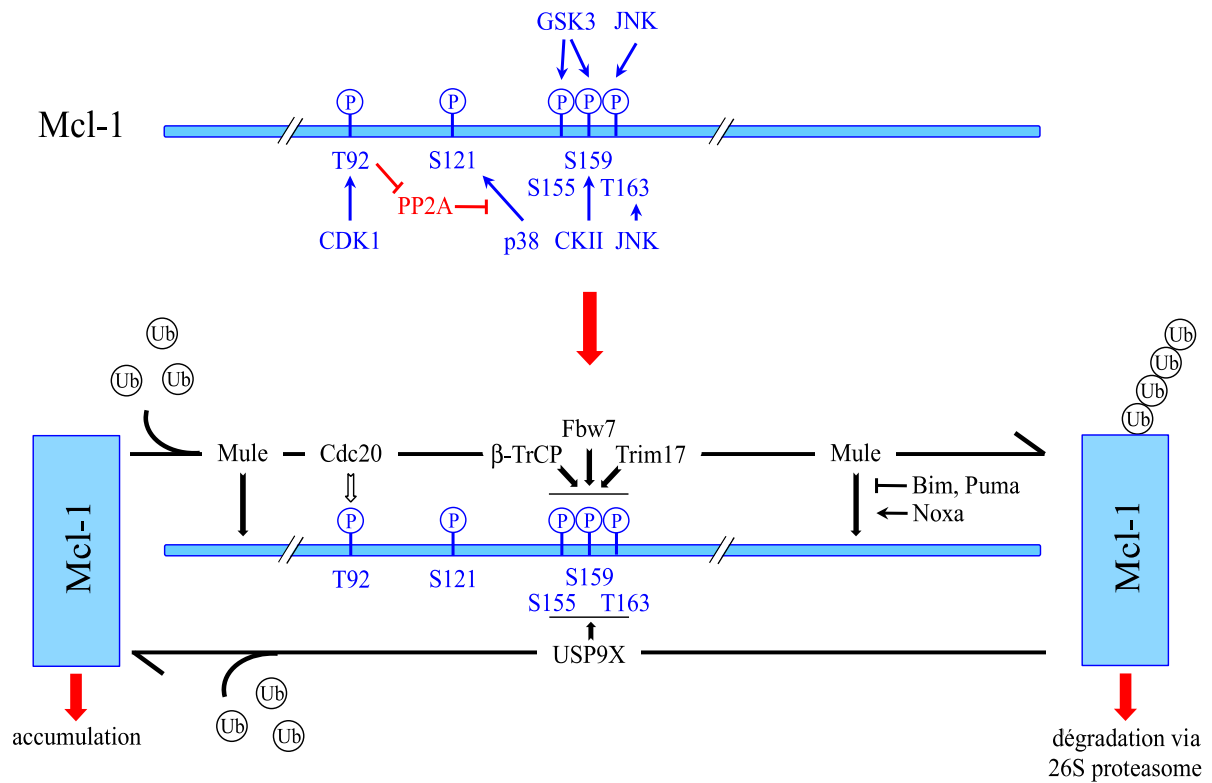 GSK3 JNK
P P P P P
Mcl-1
T92 S121 S159
S155 T163
PP2A
CDK1 p38 CKII JNK
Ub
Ub
Ub
Ub Ub
Ub
Ub
Fbw7
Mule Cdc20 β-TrCP Trim17 Mule
Bim, Puma
Noxa
P P P P P
Mcl-1
Mcl-1
T92 S121 S159
S155 T163
USP9X
Ub
Ub
Ub
accumulation
dégradation via
26S proteasome